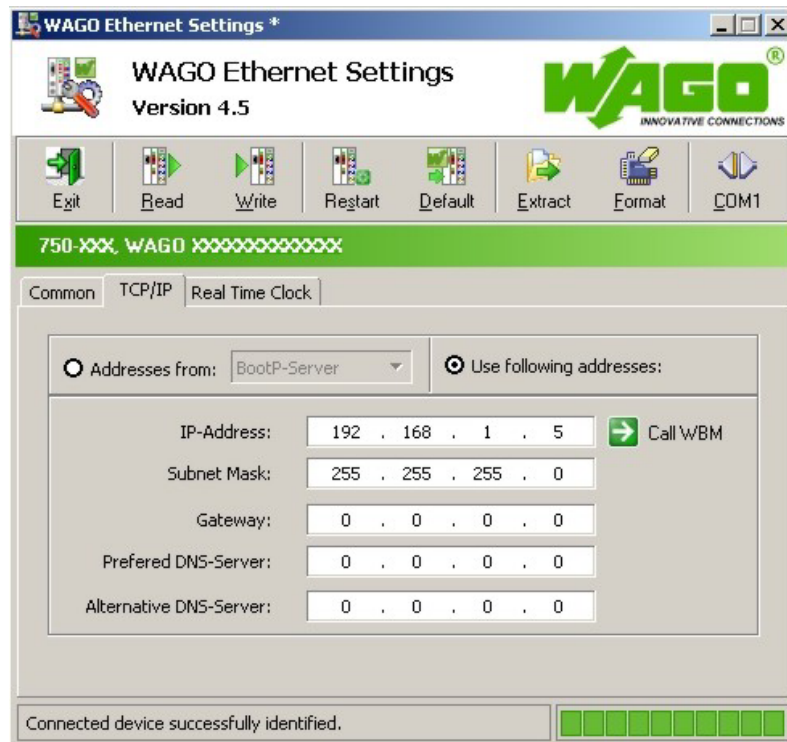 WAGO Ethernet Settings *
WAGO Ethernet Settings
Version 4.5
WAGO ®
INNOVATIVE CONNECTIONS
Exit Read Write Restart Default Extract Format COM1
750-XXX, WAGO XXXXXXXXXXXXX
Common TCP/IP Real Time Clock
Addresses from: BootP-Server Use following addresses:
IP-Address: 192 . 168 . 1 . 5 Call WBM
Subnet Mask: 255 . 255 . 255 . 0
Gateway: 0 . 0 . 0 . 0
Prefered DNS-Server: 0 . 0 . 0 . 0
Alternative DNS-Server: 0 . 0 . 0 . 0
Connected device successfully identified.